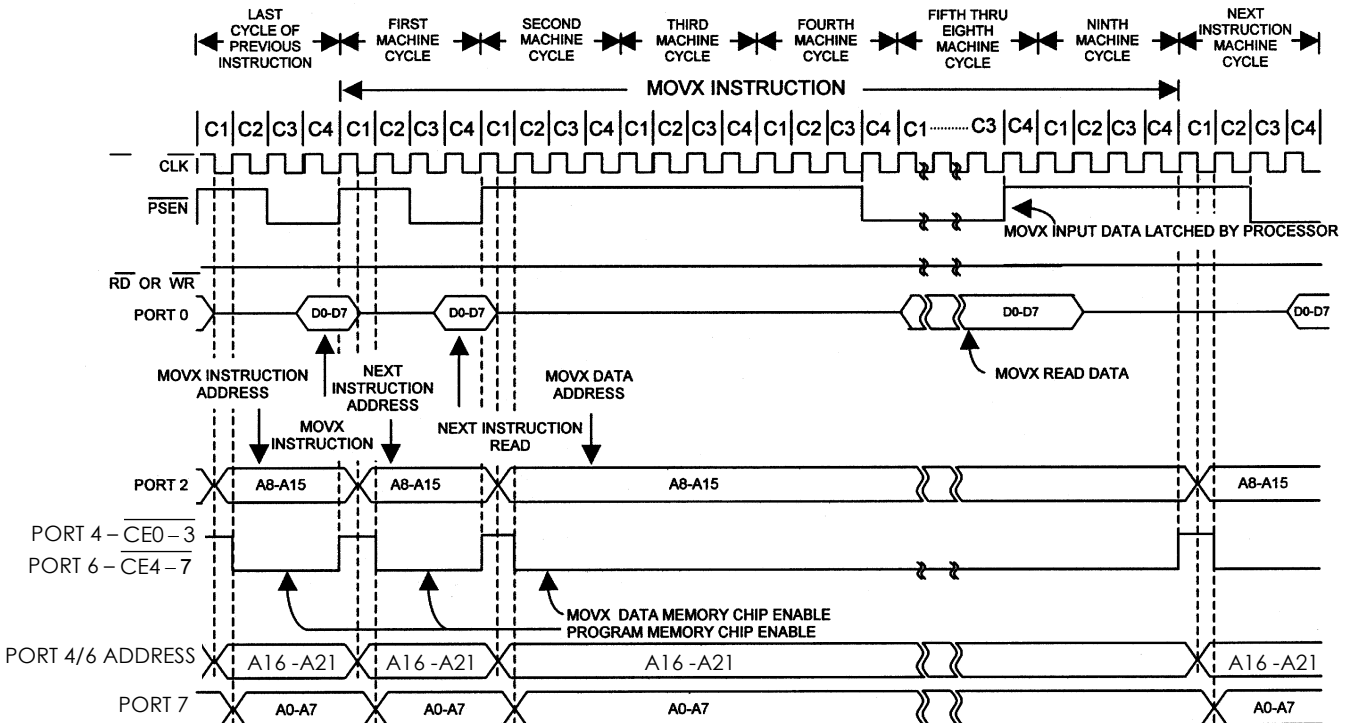 LAST
CYCLE OF
PREVIOUS
INSTRUCTION
FIRST
MACHINE
CYCLE
SECOND
MACHINE
CYCLE
THIRD
MACHINE
CYCLE
FOURTH
MACHINE
CYCLE
FIFTH THRU
EIGHTH
MACHINE
CYCLE
NINTH
MACHINE
CYCLE
NEXT
INSTRUCTION
MACHINE
CYCLE
MOVX INSTRUCTION
C1 C2 C3 C4 C1 C2 C3 C4 C1 C2 C3 C4 C1 C2 C3 C4 C1 C2 C3 C4 C1 ......... C3 C4 C1 C2 C3 C4 C1 C2 C3 C4
CLK
PSEN
MOVX INPUT DATA LATCHED BY PROCESSOR
RD OR WR
PORT 0
D0-D7
D0-D7
D0-D7
D0-D7
MOVX INSTRUCTION
ADDRESS
NEXT
INSTRUCTION
ADDRESS
MOVX DATA
ADDRESS
MOVX READ DATA
MOVX
INSTRUCTION
NEXT INSTRUCTION
READ
PORT 2
A8-A15
A8-A15
A8-A15
A8-A15
PORT 4 – CE0 – 3
PORT 6 – CE4 – 7
MOVX DATA MEMORY CHIP ENABLE
PROGRAM MEMORY CHIP ENABLE
PORT 4/6 ADDRESS
A16 -A21
A16 -A21
A16 -A21
A16 -A21
PORT 7
A0-A7
A0-A7
A0-A7
A0-A7